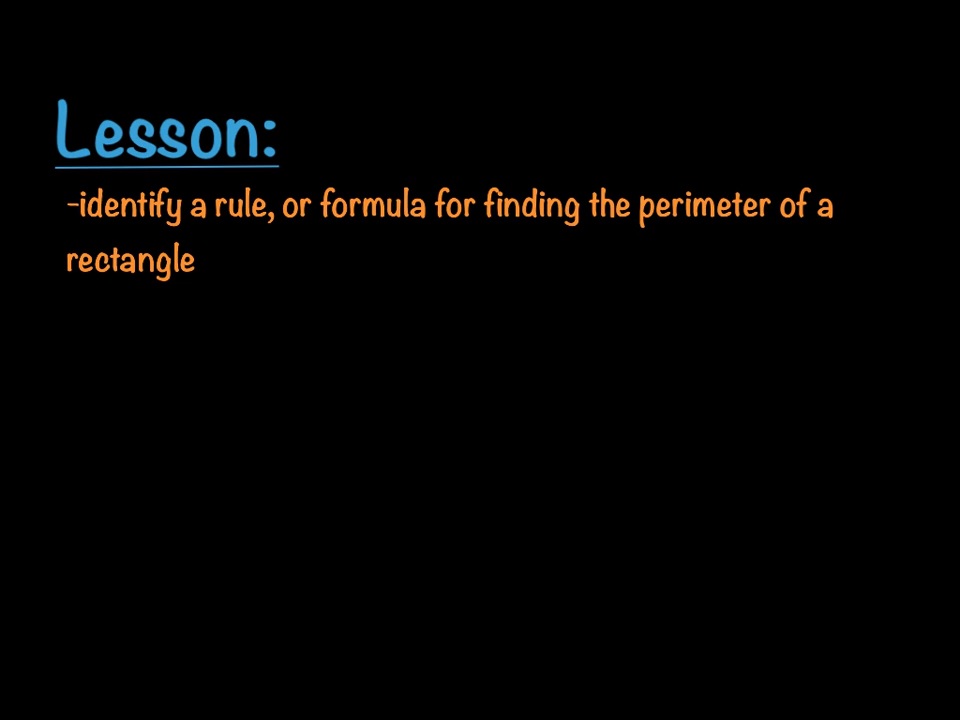 Lesson:
-identify a rule, or formula for finding the perimeter of a
rectangle